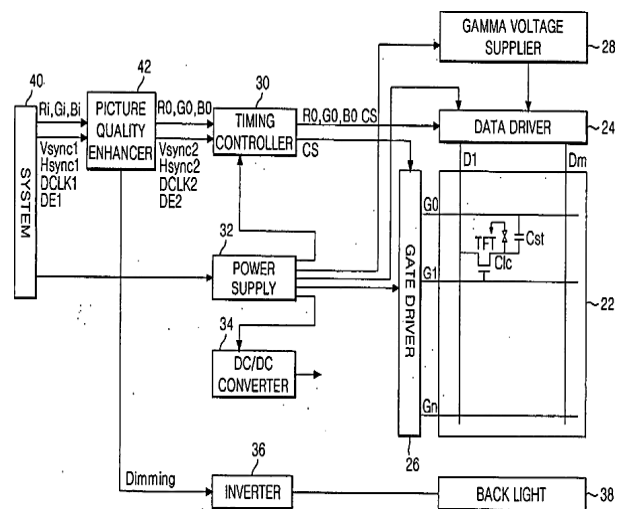 GAMMA VOLTAGE
SUPPLIER
28
40
42
30
Ri,Gi,Bi
PICTURE
QUALITY
ENHANCER
R0,G0,B0
TIMING
CONTROLLER
R0,G0,B0 CS
DATA DRIVER
24
Vsync1
Hsync1
DCLK1
DE1
Vsync2
Hsync2
DCLK2
DE2
CS
D1
Dm
SYSTEM
G0
32
TFT
Cst
Clc
POWER
SUPPLY
GATE DRIVER
G1
22
34
DC/DC
CONVERTER
Gn
26
36
Dimming
INVERTER
BACK LIGHT
38